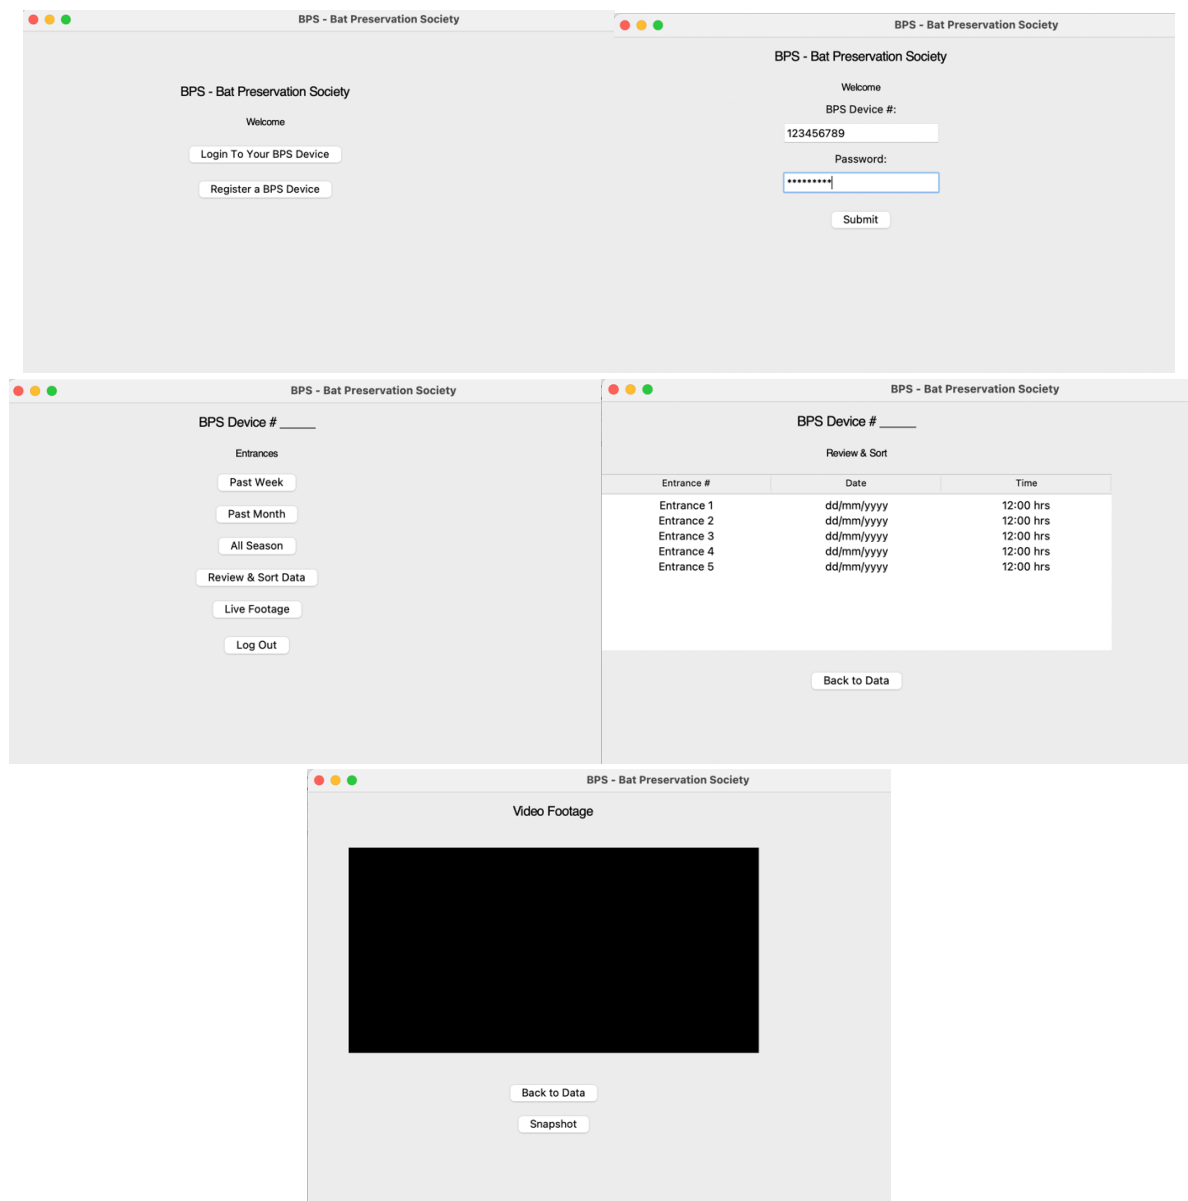 BPS - Bat Preservation Society
BPS - Bat Preservation Society
Welcome
Login To Your BPS Device
Register a BPS Device
BPS - Bat Preservation Society
BPS - Bat Preservation Society
Welcome
BPS Device #:
123456789
Password:
*********
Submit
BPS - Bat Preservation Society
BPS Device # _____
Entrances
Past Week
Past Month
All Season
Review & Sort Data
Live Footage
Log Out
BPS - Bat Preservation Society
BPS Device # _____
Review & Sort
Entrance # Date Time
Entrance 1 dd/mm/yyyy 12:00 hrs
Entrance 2 dd/mm/yyyy 12:00 hrs
Entrance 3 dd/mm/yyyy 12:00 hrs
Entrance 4 dd/mm/yyyy 12:00 hrs
Entrance 5 dd/mm/yyyy 12:00 hrs
Back to Data
BPS - Bat Preservation Society
Video Footage
Back to Data
Snapshot